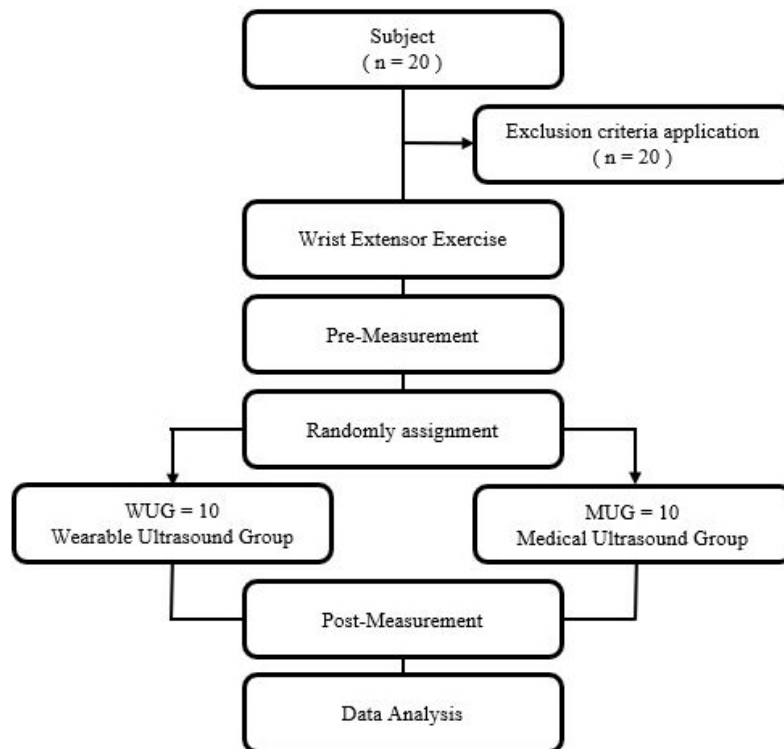 Subject
( n = 20 )
Exclusion criteria application
( n = 20 )
Wrist Extensor Exercise
Pre-Measurement
Randomly assignment
WUG = 10
Wearable Ultrasound Group
MUG = 10
Medical Ultrasound Group
Post-Measurement
Data Analysis